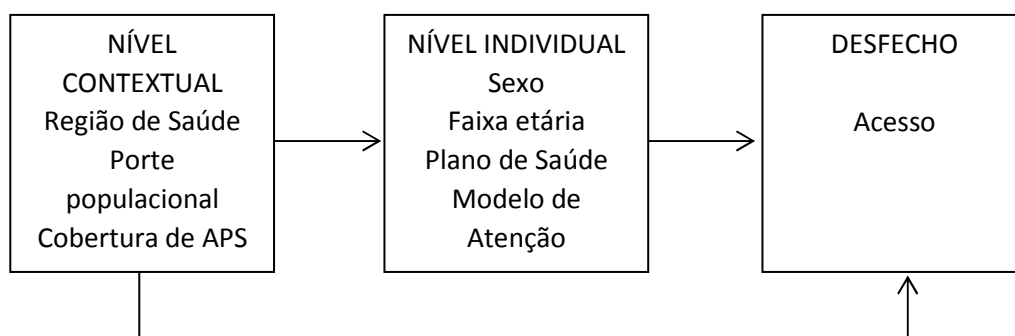 NÍVEL
CONTEXTUAL
Região de Saúde
Porte
populacional
Cobertura de APS
NÍVEL INDIVIDUAL
Sexo
Faixa etária
Plano de Saúde
Modelo de
Atenção
DESFECHO
Acesso